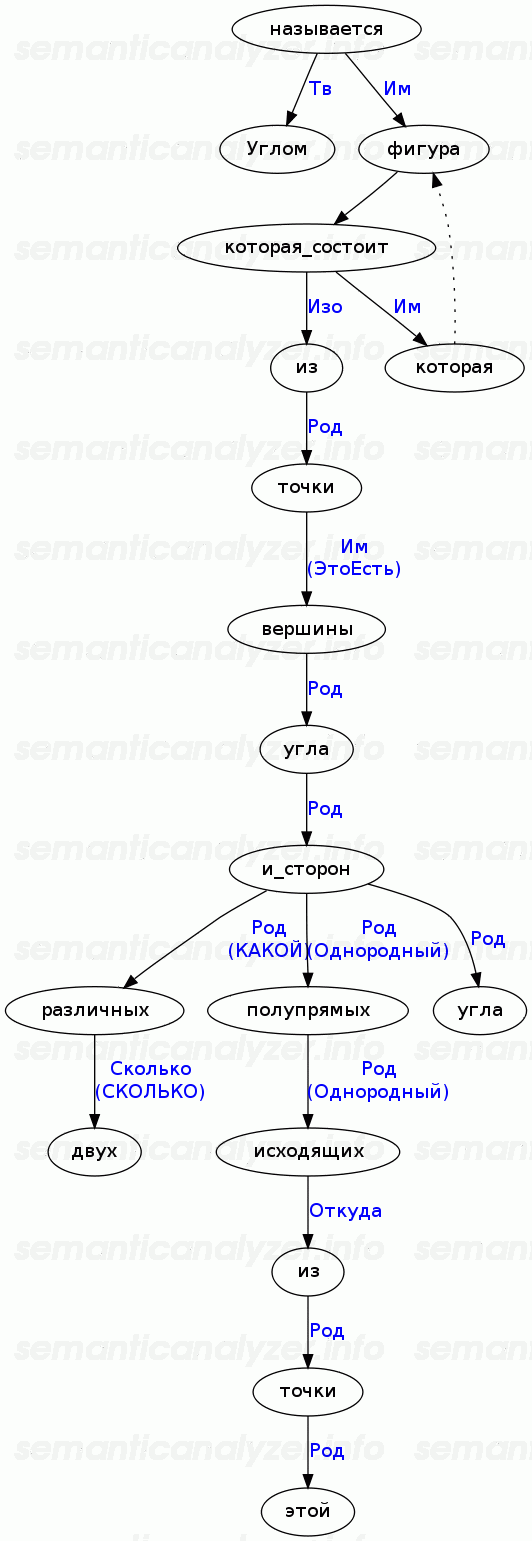 называется
Тв
Им
Углом
фигура
которая_состоит
Изо
Им
из
которая
Род
точки
Им
(ЭтоЕсть)
вершины
Род
угла
Род
и_сторон
Род
(КАКОЙ)
Род
(Однородный)
Род
различных
полупрямых
угла
Сколько
(СКОЛЬКО)
Род
(Однородный)
двух
исходящих
Откуда
из
Род
точки
Род
этой
semanticanalyzer.info